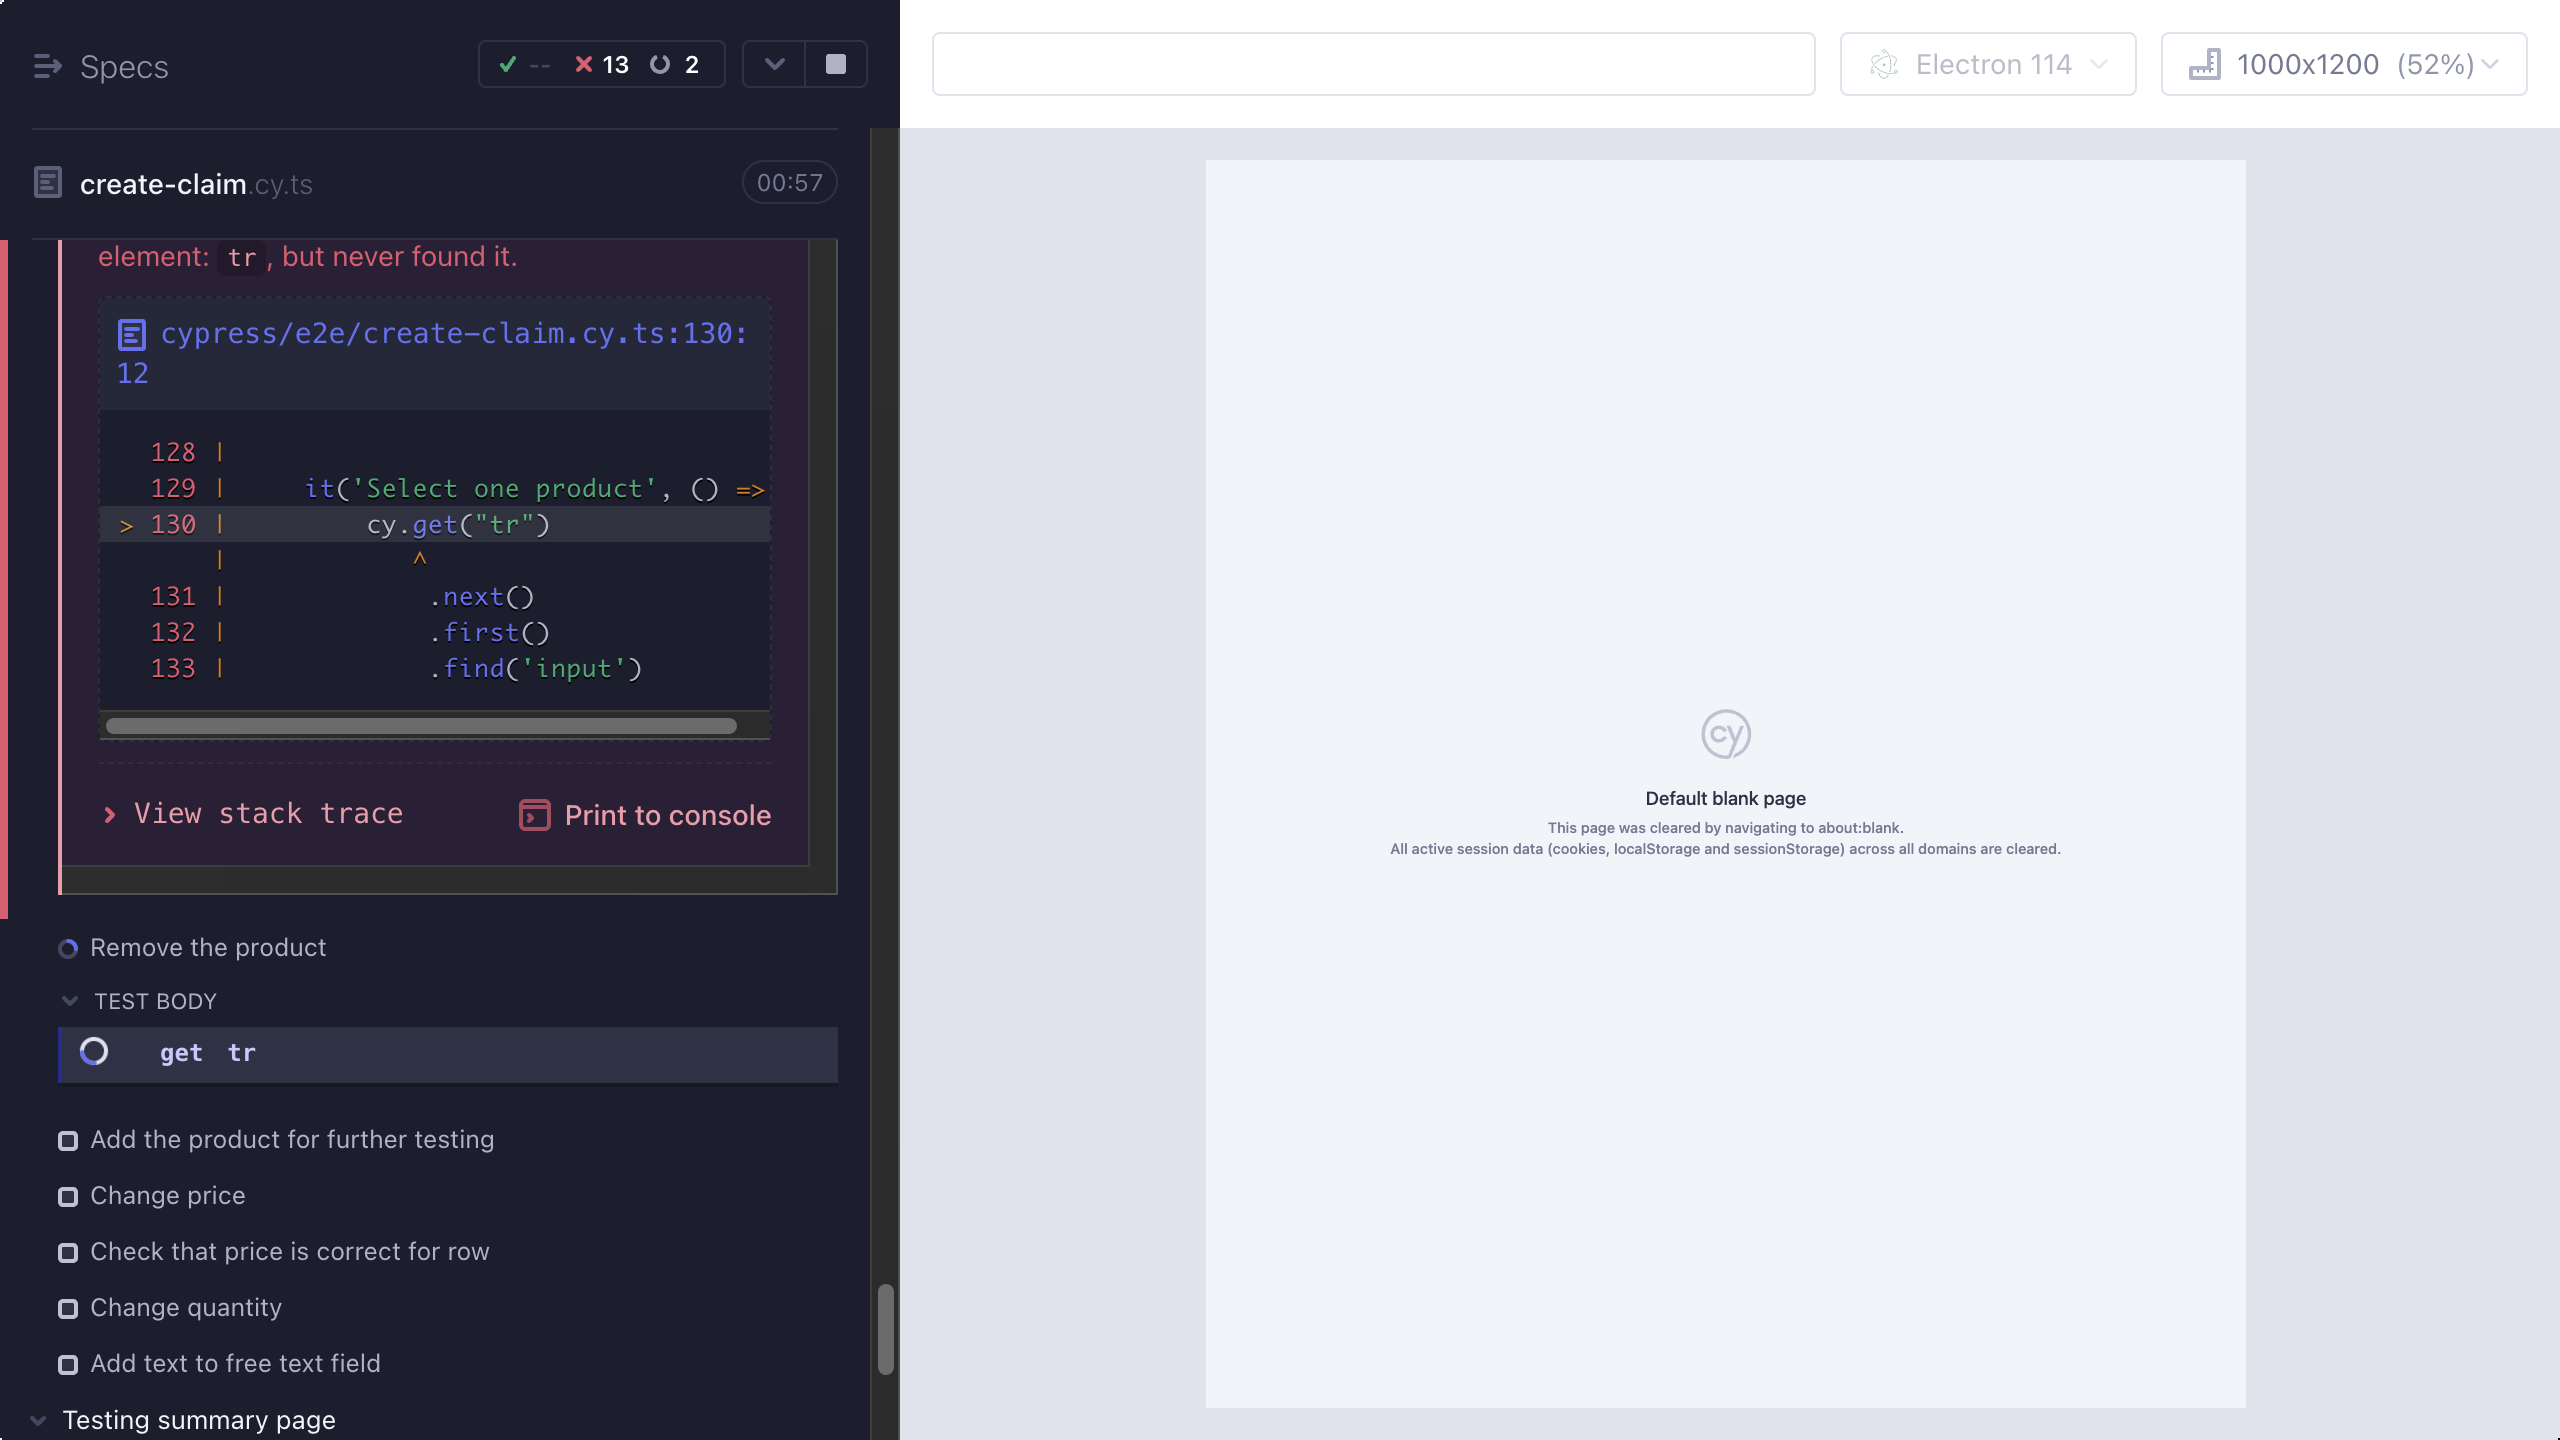 Specs
-- 13 2
create-claim.cy.ts
00:57
element: tr, but never found it.
cypress/e2e/create-claim.cy.ts:130:
12
128 |
129 | it('Select one product', () =>
> 130 | cy.get("tr")
| ^
131 | .next()
132 | .first()
133 | .find('input')
View stack trace
Print to console
Remove the product
TEST BODY
get tr
Add the product for further testing
Change price
Check that price is correct for row
Change quantity
Add text to free text field
Testing summary page
Electron 114
1000x1200 (52%)
cy
Default blank page
This page was cleared by navigating to about:blank.
All active session data (cookies, localStorage and sessionStorage) across all domains are cleared.